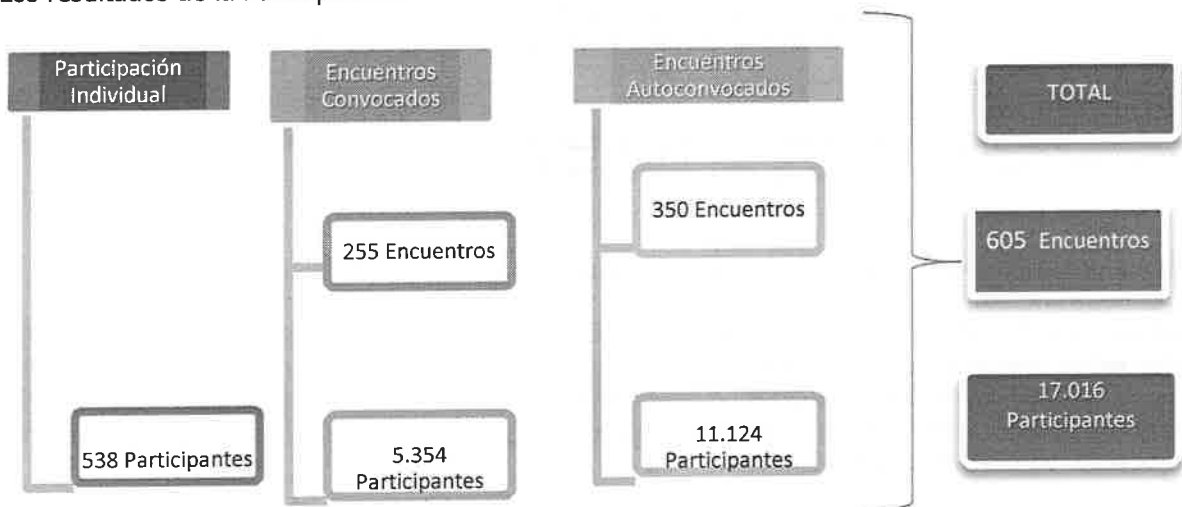 Participación
Individual
Encuentros
Convocados
Encuentros
Autoconvocados
TOTAL
350 Encuentros
255 Encuentros
605 Encuentros
538 Participantes
5.354
Participantes
11.124
Participantes
17.016
Participantes